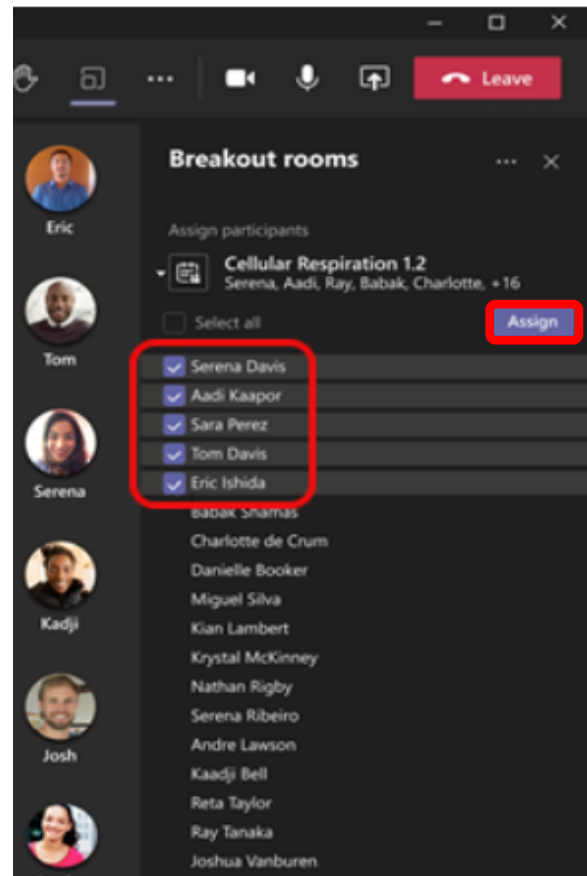 Leave
Breakout rooms
Assign participants
Cellular Respiration 1.2
Serena, Aadi, Ray, Babak, Charlotte, +16
Select all
Assign
Serena Davis
Aadi Kaapor
Sara Perez
Tom Davis
Eric Ishida
Babak Shamas
Charlotte de Crum
Danielle Booker
Miguel Silva
Kian Lambert
Krystal McKinney
Nathan Rigby
Serena Ribeiro
Andre Lawson
Kaadji Bell
Reta Taylor
Ray Tanaka
Joshua Vanburen
Eric
Tom
Serena
Kadji
Josh